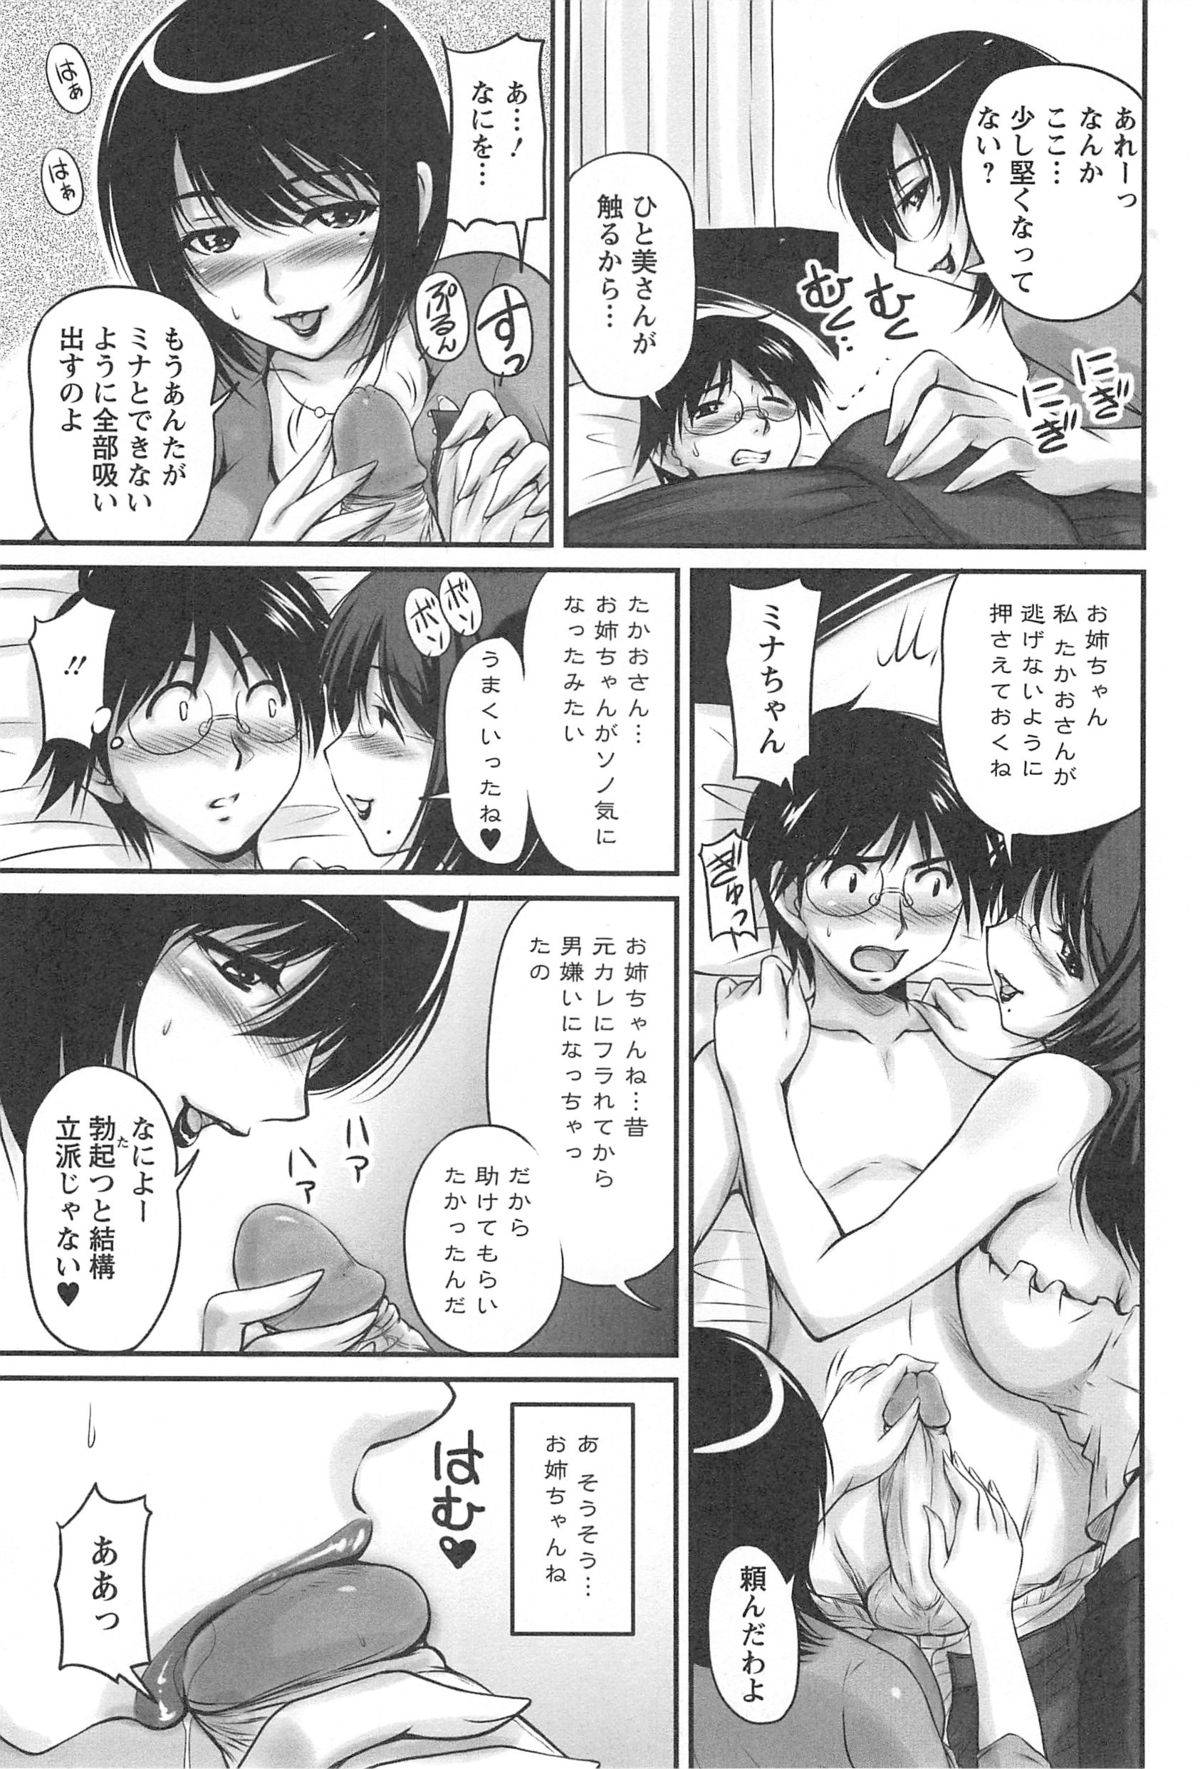 あれーっ
なんか
ここ…
少し堅くなって
ない？
むく
むく…
にぎ
にぎ
ひと美さんが
触るから…
あ…！
なにを…
すっ
ぷるん
はぁ
はぁ
もうあんたが
ミナとできない
ように全部吸い
出すのよ
お姉ちゃん
私 たかおさんが
逃げないように
押さえておくね
ミナちゃん
ぎゅっ
頼んだわよ
たかおさん…
お姉ちゃんがソノ気に
なったみたい
ボソ
ボソ
うまくいったね♥
!!
お姉ちゃんね…昔
元カレにフラれてから
男嫌いになっちゃっ
たの
だから
助けてもらい
たかったんだ
ハァ
ハァ
なによー
勃起つと結構
た
立派じゃない♥
あ そうそう…
お姉ちゃんね
はむ♥
ああっ